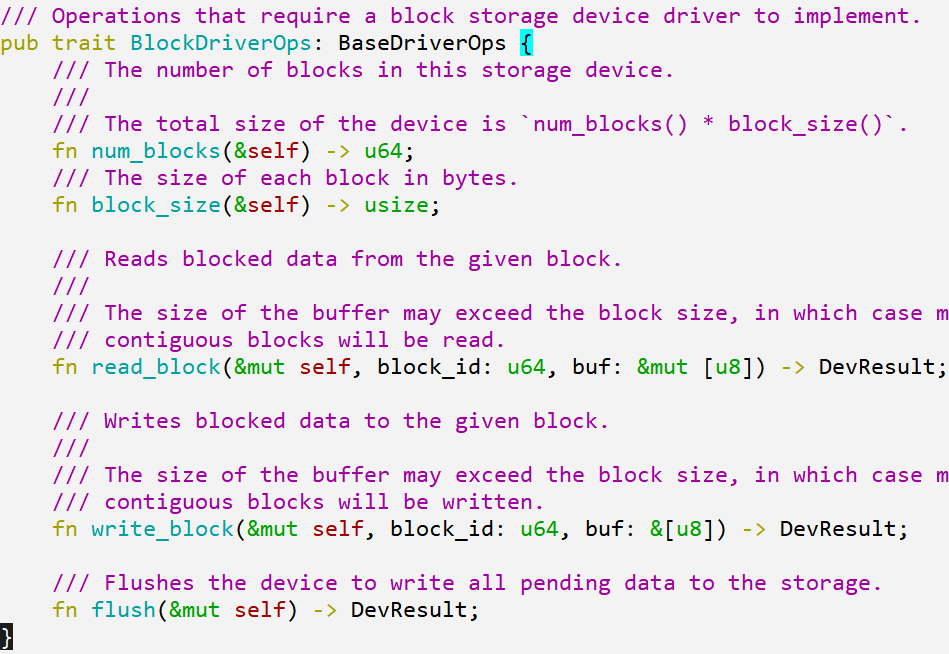 /// Operations that require a block storage device driver to implement.
pub trait BlockDriverOps: BaseDriverOps {
    /// The number of blocks in this storage device.
    ///
    /// The total size of the device is `num_blocks() * block_size()`.
    fn num_blocks(&self) -> u64;
    /// The size of each block in bytes.
    fn block_size(&self) -> usize;

    /// Reads blocked data from the given block.
    ///
    /// The size of the buffer may exceed the block size, in which case m
    /// contiguous blocks will be read.
    fn read_block(&mut self, block_id: u64, buf: &mut [u8]) -> DevResult;

    /// Writes blocked data to the given block.
    ///
    /// The size of the buffer may exceed the block size, in which case m
    /// contiguous blocks will be written.
    fn write_block(&mut self, block_id: u64, buf: &[u8]) -> DevResult;

    /// Flushes the device to write all pending data to the storage.
    fn flush(&mut self) -> DevResult;
}